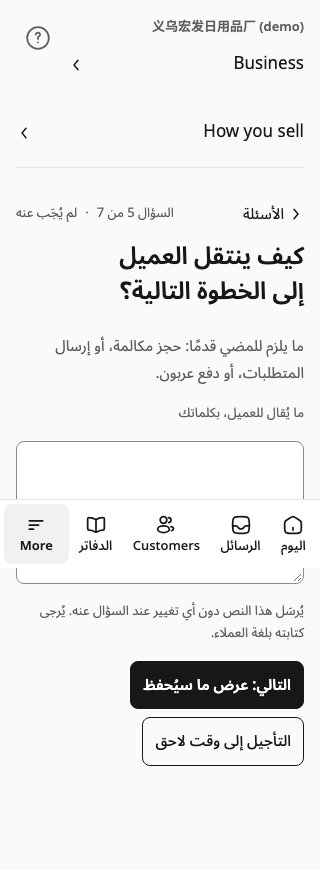 义乌宏发日用品厂 (demo)
Business
How you sell
الأسئلة
السؤال 5 من 7 · لم يُجَب عنه
كيف ينتقل العميل
إلى الخطوة التالية؟
ما يلزم للمضي قدمًا: حجز مكالمة، أو إرسال
المتطلبات، أو دفع عربون.
ما يُقال للعميل، بكلماتك
اليوم
الرسائل
Customers
الدفاتر
More
يُرسَل هذا النص دون أي تغيير عند السؤال عنه. يُرجى
كتابته بلغة العملاء.
التالي: عرض ما سيُحفظ
التأجيل إلى وقت لاحق